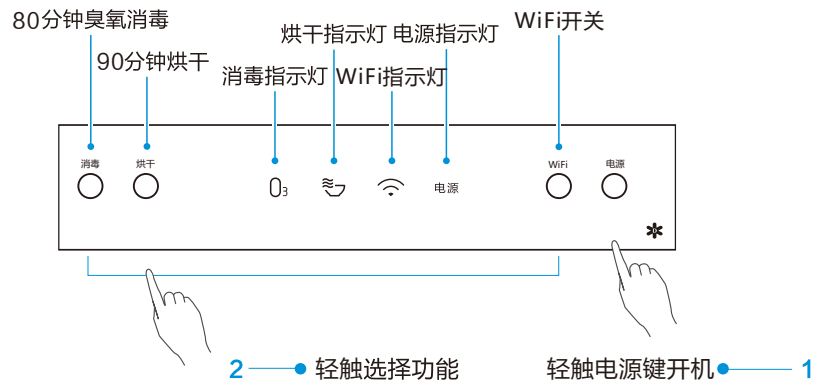 80分钟臭氧消毒
90分钟烘干
消毒指示灯
烘干指示灯
WiFi指示灯
电源指示灯
WiFi开关
消毒
烘干
WiFi
电源
O3
电源
2 轻触选择功能
轻触电源键开机 1